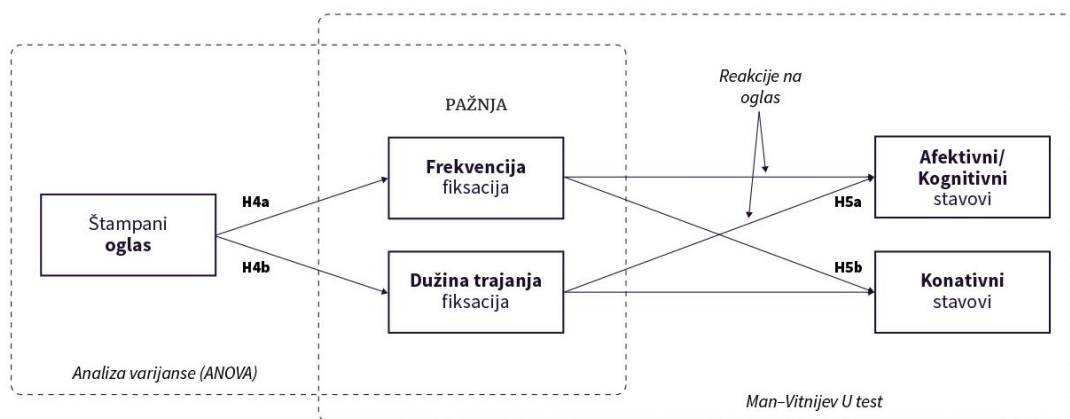 PAŽNJA
Reakcije na
oglas
Štampani
oglas
H4a
H4b
Frekvencija
fiksacija
Dužina trajanja
fiksacija
H5a
H5b
Afektivni/
Kognitivni
stavovi
Konativni
stavovi
Analiza varijanse (ANOVA)
Man–Vitnijev U test